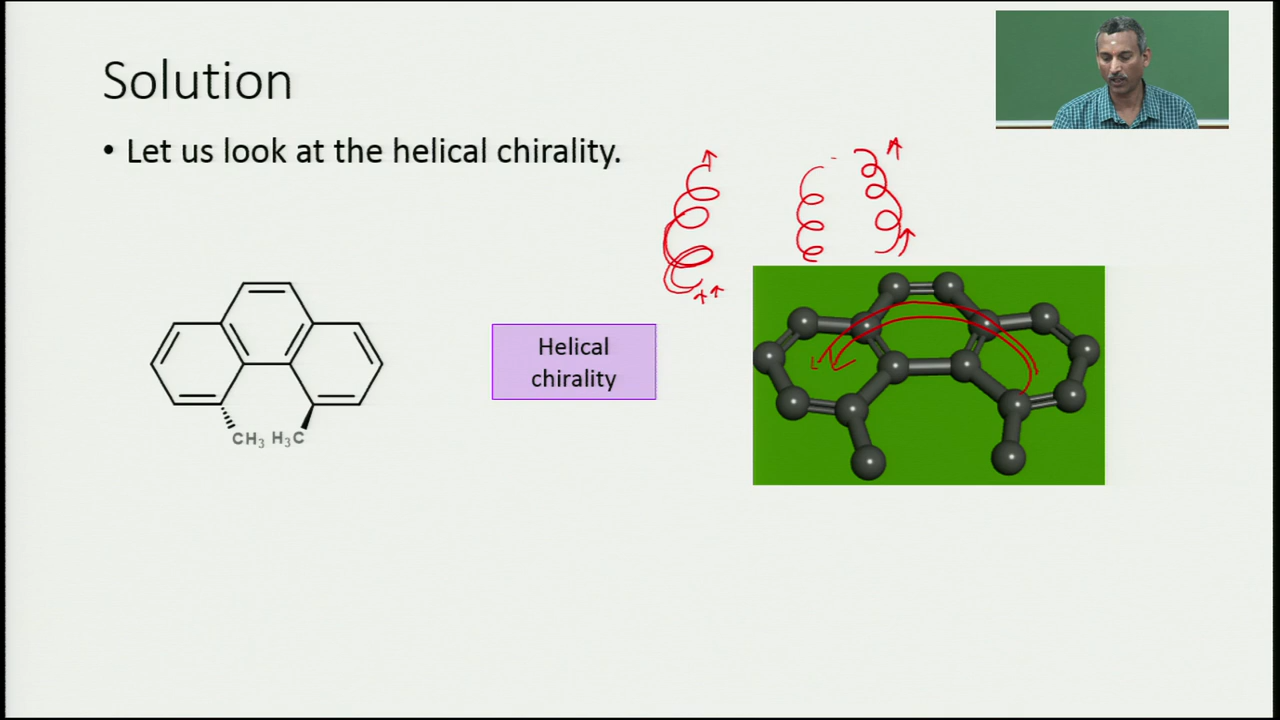 Solution
• Let us look at the helical chirality.
Helical
chirality
CH3 H3C